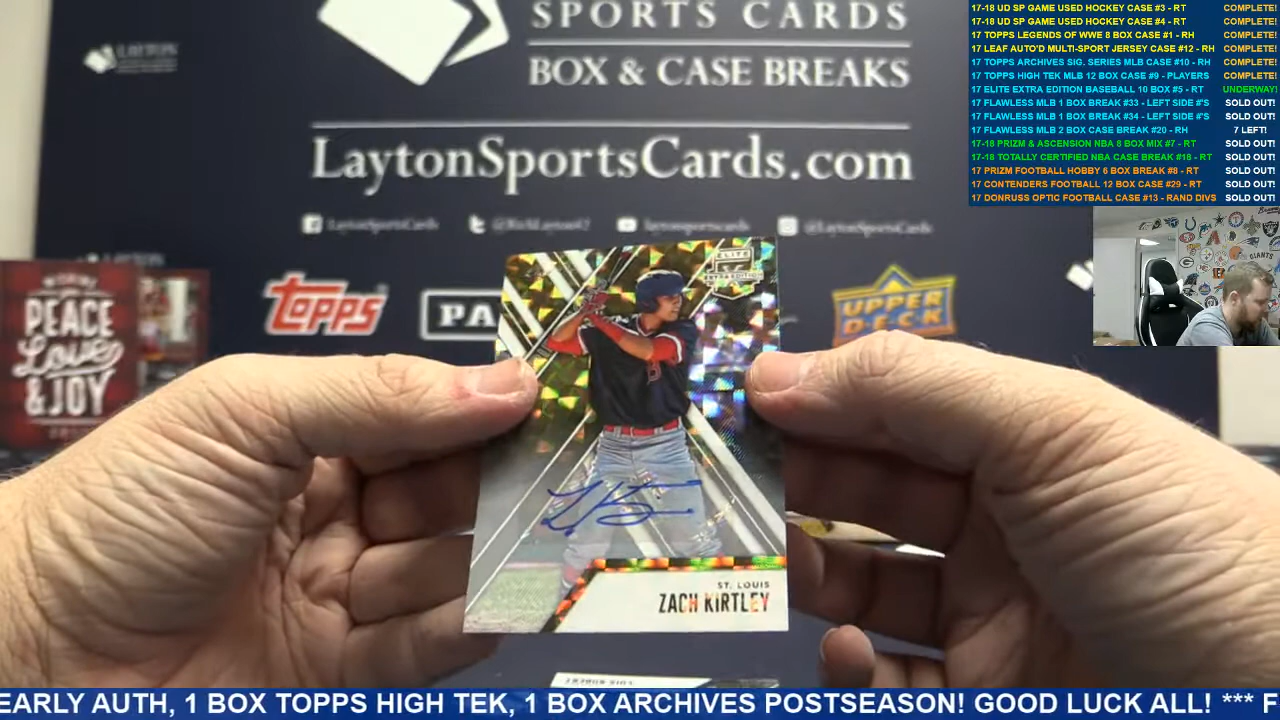 SPORTS CARDS
BOX & CASE BREAKS
LaytonSportsCards.com
LAYTON
LaytonSportsCards
LaytonSportsCards
topps
PA
UPPER DECK
PEACE
Love
& JOY
ELITE
EXTRA EDITION
ST. LOUIS
ZACH KIRTLEY
17-18 UD SP GAME USED HOCKEY CASE #3 - RT COMPLETE!
17-18 UD SP GAME USED HOCKEY CASE #4 - RT COMPLETE!
17 TOPPS LEGENDS OF WWE 8 BOX CASE #1 - RH COMPLETE!
17 LEAF AUTO'D MULTI-SPORT JERSEY CASE #12 - RH COMPLETE!
17 TOPPS ARCHIVES SIG. SERIES MLB CASE #10 - RH COMPLETE!
17 TOPPS HIGH TEK MLB 12 BOX CASE #9 - PLAYERS COMPLETE!
17 ELITE EXTRA EDITION BASEBALL 10 BOX #5 - RT UNDERWAY!
17 FLAWLESS MLB 1 BOX BREAK #33 - LEFT SIDE #'S SOLD OUT!
17 FLAWLESS MLB 1 BOX BREAK #34 - LEFT SIDE #'S SOLD OUT!
17 FLAWLESS MLB 2 BOX CASE BREAK #20 - RH 7 LEFT!
17-18 PRIZM & ASCENSION NBA 8 BOX MIX #7 - RT SOLD OUT!
17-18 TOTALLY CERTIFIED NBA CASE BREAK #16 - RT SOLD OUT!
17 PRIZM FOOTBALL HOBBY 6 BOX BREAK #8 - RT SOLD OUT!
17 CONTENDERS FOOTBALL 12 BOX CASE #29 - RT SOLD OUT!
17 DONRUSS OPTIC FOOTBALL CASE #13 - RAND DIVS SOLD OUT!
GIANTS
EARLY AUTH, 1 BOX TOPPS HIGH TEK, 1 BOX ARCHIVES POSTSEASON! GOOD LUCK ALL! *** F